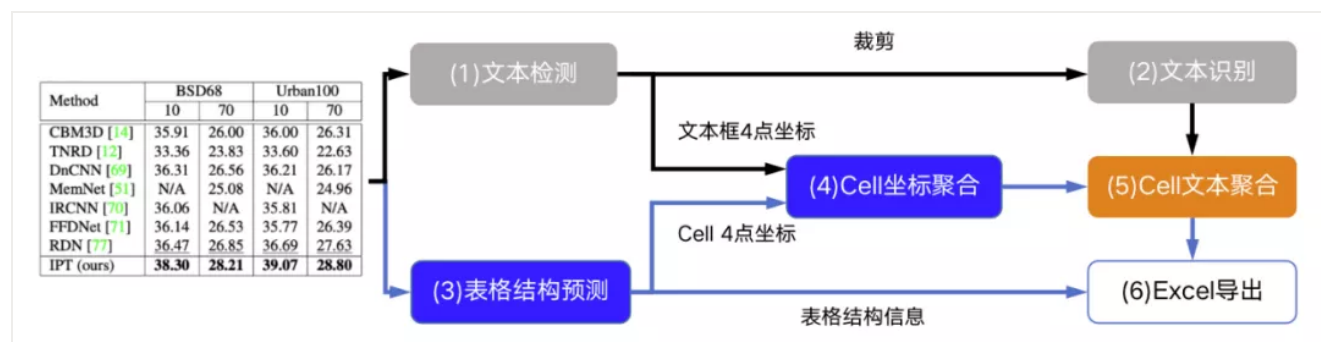 Method BSD68 Urban100
10 70 10 70
CBM3D [14] 35.91 26.00 36.00 26.31
TNRD [12] 33.36 23.83 33.60 22.63
DnCNN [69] 36.31 26.56 36.21 26.17
MemNet [51] N/A 25.08 N/A 24.96
IRCNN [70] 36.06 N/A 35.81 N/A
FFDNet [71] 36.14 26.53 35.77 26.39
RDN [77] 36.47 26.85 36.69 27.63
IPT (ours) 38.30 28.21 39.07 28.80
(1)文本检测
裁剪
(2)文本识别
文本框4点坐标
(4)Cell坐标聚合
(5)Cell文本聚合
Cell 4点坐标
(3)表格结构预测
表格结构信息
(6)Excel导出